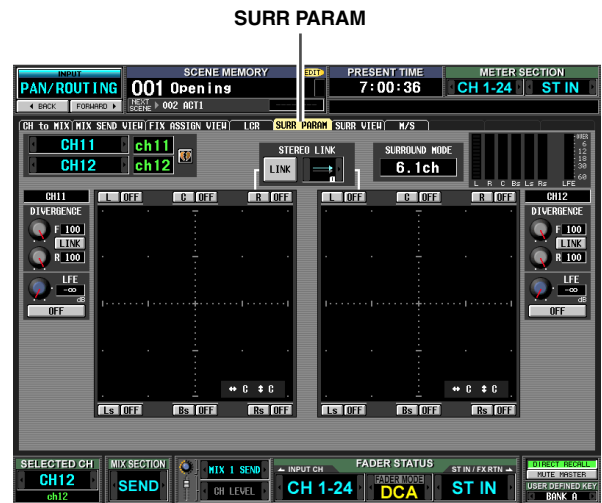 SURR PARAM
INPUT SCENE MEMORY EDIT PRESENT TIME METER SECTION
PAN/ROUTING 001 Opening 7:00:36 CH 1-24 ST IN
BACK FORWARD NEXT SCENE 002 ACT1
CH to MIX MIX SEND VIEW FIX ASSIGN VIEW LCR SURR PARAM SURR VIEW M/S
CH11 ch11 STEREO LINK SURROUND MODE OVER
CH12 ch12 LINK 6.1ch 6
12
18
30
60
L R C Bs Ls Rs LFE
CH11 L OFF C OFF R OFF L OFF C OFF R OFF CH12
DIVERGENCE DIVERGENCE
F 100 F 100
LINK LINK
R 100 R 100
LFE LFE
-∞ -∞
dB dB
OFF OFF
C C C C
Ls OFF Bs OFF Rs OFF Ls OFF Bs OFF Rs OFF
SELECTED CH MIX SECTION MIX 1 SEND INPUT CH FADER STATUS ST IN / FX RTN DIRECT RECALL
CH12 SEND CH LEVEL CH 1-24 FADER MODE ST IN MUTE MASTER
ch12 DCA USER DEFINED KEY
BANK A